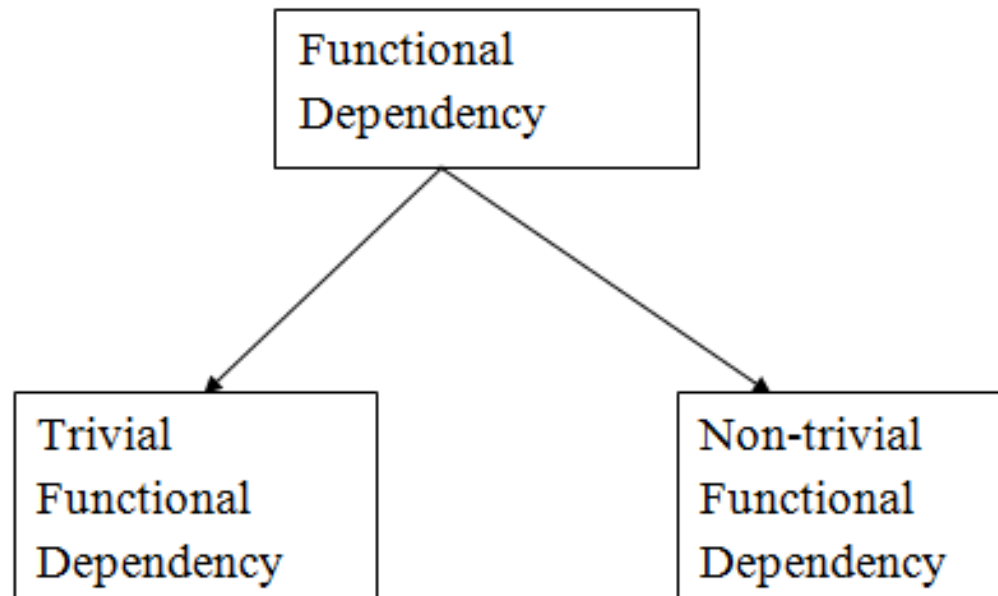 Functional
Dependency
Trivial
Functional
Dependency
Non-trivial
Functional
Dependency